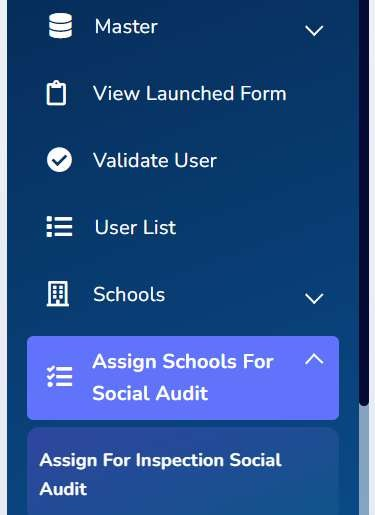 Master
View Launched Form
Validate User
User List
Schools
Assign Schools For
Social Audit
Assign For Inspection Social
Audit